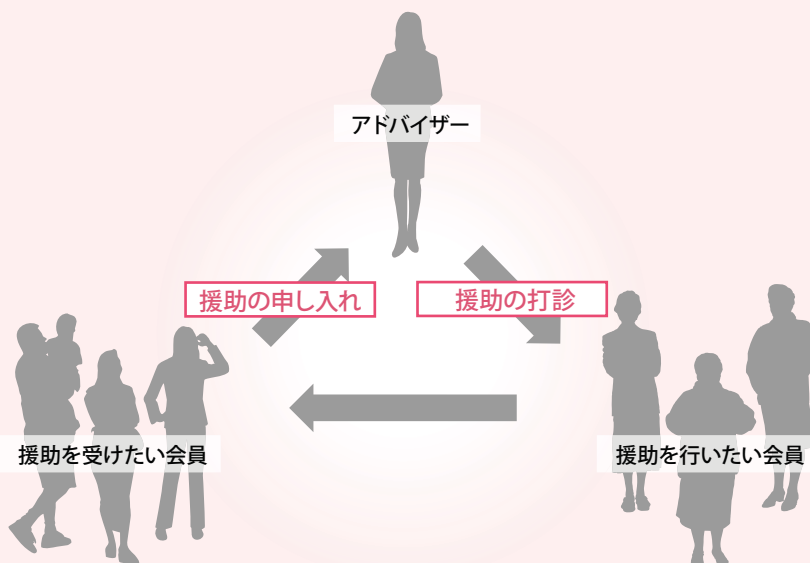 アドバイザー
援助の申し入れ
援助の打診
援助を受けたい会員
援助を行いたい会員